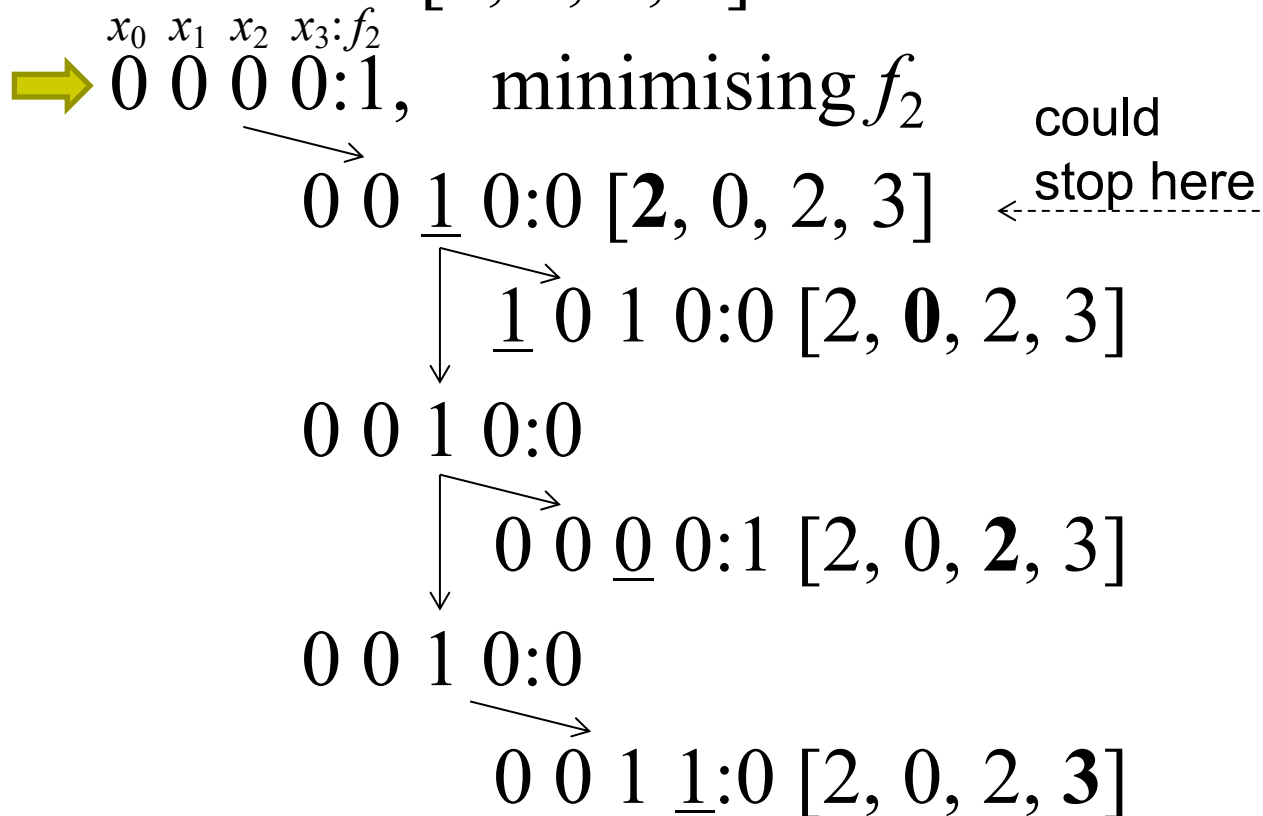 x₀ x₁ x₂ x₃:f₂
0 0 0 0:1, minimising f₂
could
stop here
0 0 1 0:0 [2, 0, 2, 3]
1 0 1 0:0 [2, 0, 2, 3]
0 0 1 0:0
0 0 0 0:1 [2, 0, 2, 3]
0 0 1 0:0
0 0 1 1:0 [2, 0, 2, 3]